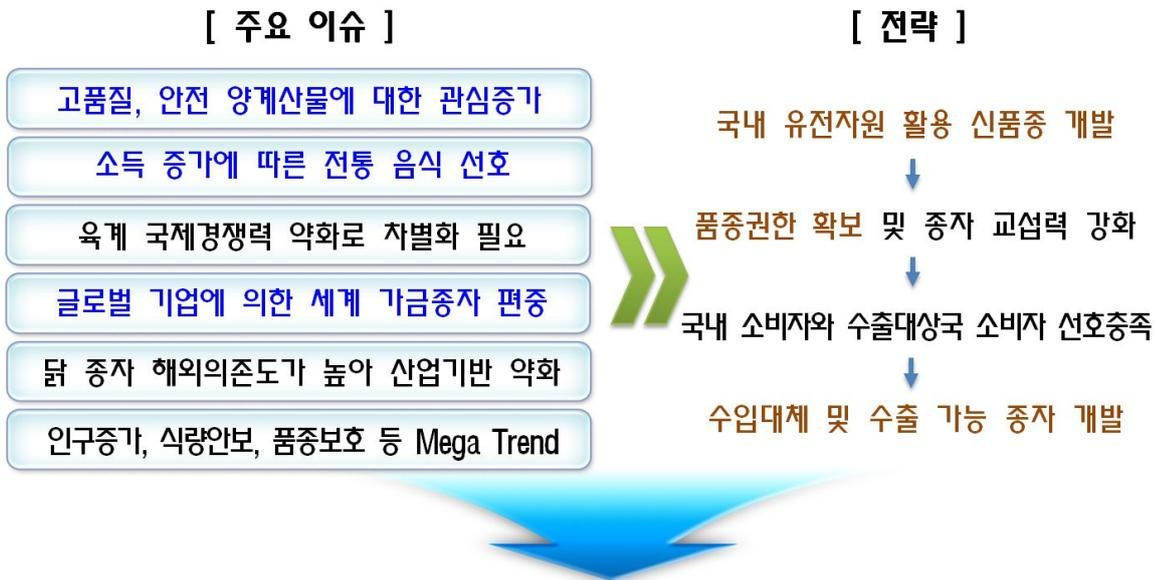 [ 주요 이슈 ]
고품질, 안전 양계산물에 대한 관심증가
소득 증가에 따른 전통 음식 선호
육계 국제경쟁력 약화로 차별화 필요
글로벌 기업에 의한 세계 가금종자 편중
닭 종자 해외의존도가 높아 산업기반 약화
인구증가, 식량안보, 품종보호 등 Mega Trend
[ 전략 ]
국내 유전자원 활용 신품종 개발
품종권한 확보 및 종자 교섭력 강화
국내 소비자와 수출대상국 소비자 선호충족
수입대체 및 수출 가능 종자 개발